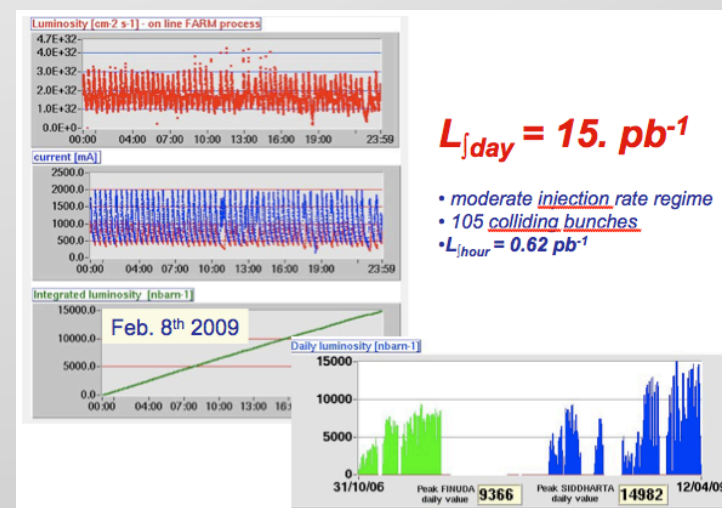 Luminosity [cm-2 s-1] - on line FARM process
4.7E+32
4.0E+32
3.0E+32
2.0E+32
1.0E+32
0.0E+0
00:00 04:00 07:00 10:00 13:00 16:00 19:00 23:59
current [mA]
2500.0
2000.0
1500.0
1000.0
500.0
0.0
00:00 04:00 07:00 10:00 13:00 16:00 19:00 23:59
Integrated luminosity [nbarn-1]
15000.0
10000.0
5000.0
0.0
Feb. 8th 2009
00:00 04:00 07:00 10:00 13:00 16:
L∫day = 15. pb-1
• moderate injection rate regime
• 105 colliding bunches
•L∫hour = 0.62 pb-1
Daily luminosity [nbarn-1]
15000
10000
5000
0
31/10/06 12/04/09
Peak FINUDA daily value 9366
Peak SIDDHARTA daily value 14982